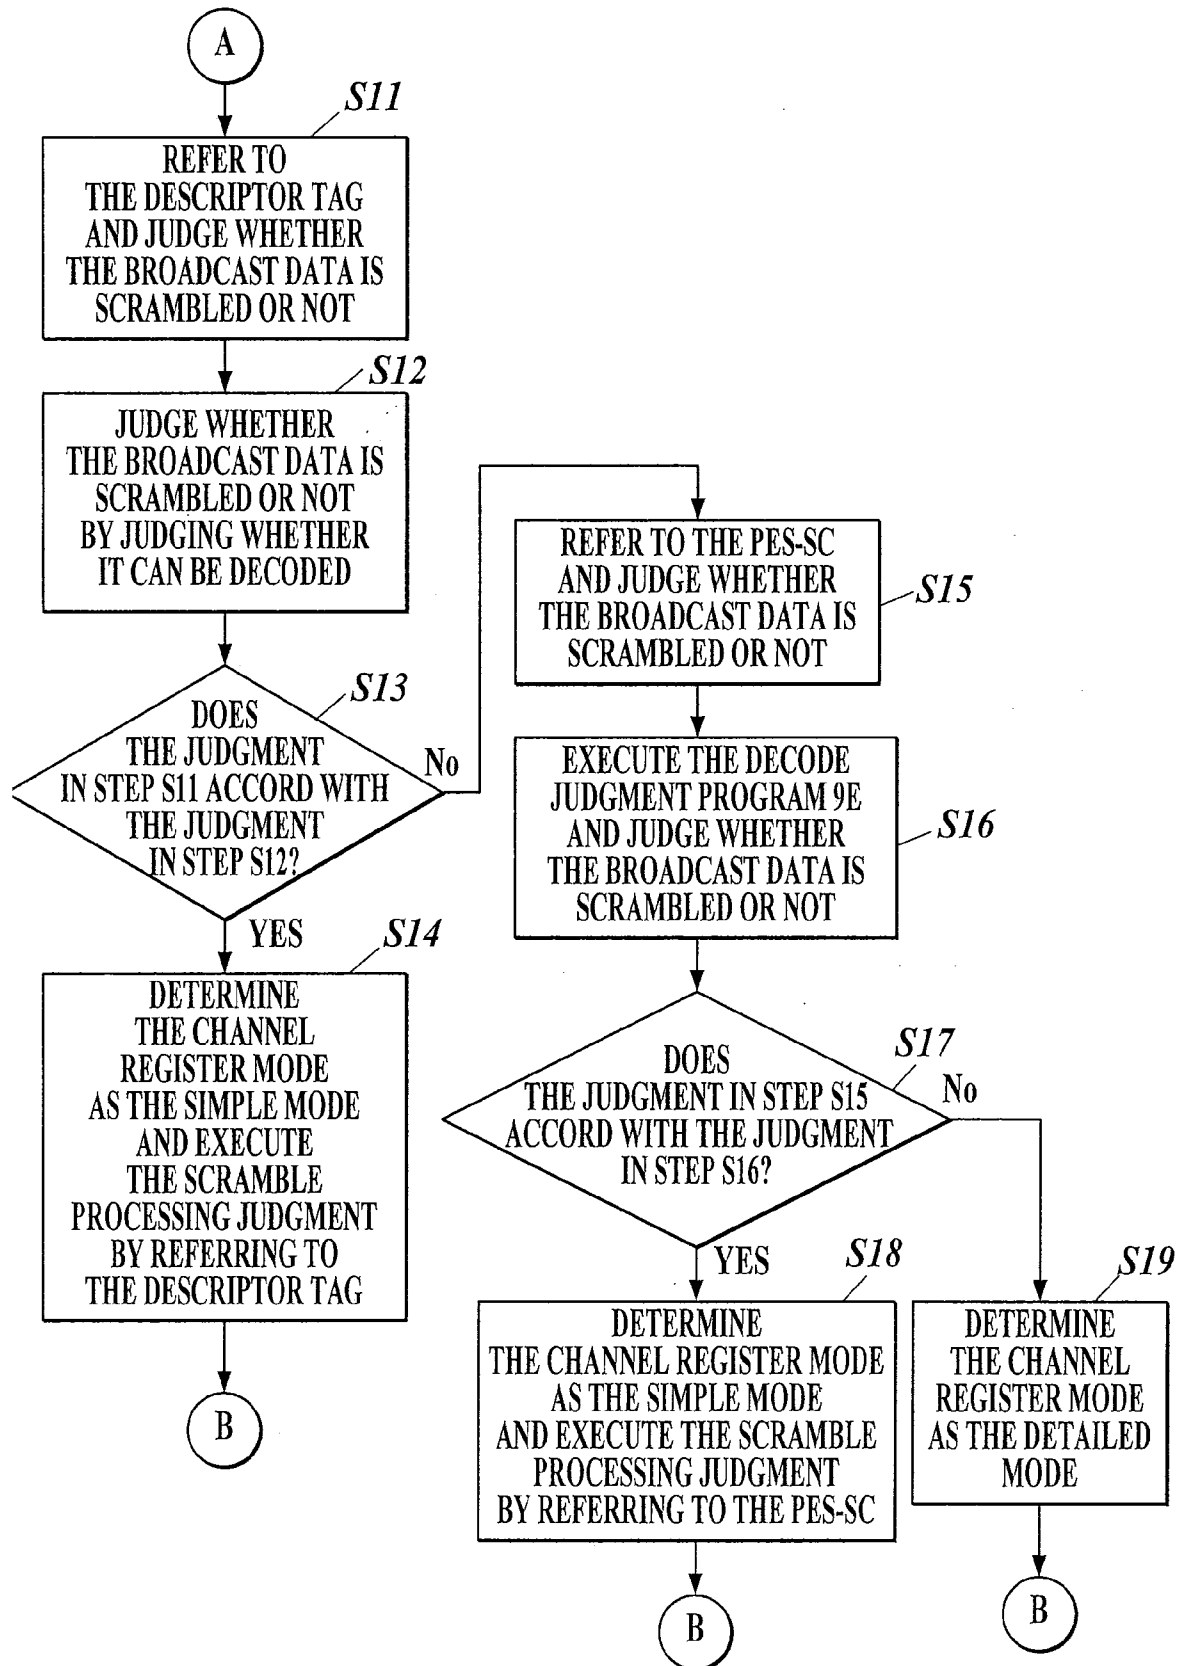 A
S11
REFER TO
THE DESCRIPTOR TAG
AND JUDGE WHETHER
THE BROADCAST DATA IS
SCRAMBLED OR NOT
S12
JUDGE WHETHER
THE BROADCAST DATA IS
SCRAMBLED OR NOT
BY JUDGING WHETHER
IT CAN BE DECODED
S13
DOES
THE JUDGMENT
IN STEP S11 ACCORD WITH
THE JUDGMENT
IN STEP S12?
No
YES
S14
DETERMINE
THE CHANNEL
REGISTER MODE
AS THE SIMPLE MODE
AND EXECUTE
THE SCRAMBLE
PROCESSING JUDGMENT
BY REFERRING TO
THE DESCRIPTOR TAG
B
REFER TO THE PES-SC
AND JUDGE WHETHER
THE BROADCAST DATA IS
SCRAMBLED OR NOT
S15
EXECUTE THE DECODE
JUDGMENT PROGRAM 9E
AND JUDGE WHETHER
THE BROADCAST DATA IS
SCRAMBLED OR NOT
S16
DOES
THE JUDGMENT IN STEP S15
ACCORD WITH THE JUDGMENT
IN STEP S16?
S17
No
YES
S18
DETERMINE
THE CHANNEL REGISTER MODE
AS THE SIMPLE MODE
AND EXECUTE THE SCRAMBLE
PROCESSING JUDGMENT
BY REFERRING TO THE PES-SC
B
S19
DETERMINE
THE CHANNEL
REGISTER MODE
AS THE DETAILED
MODE
B